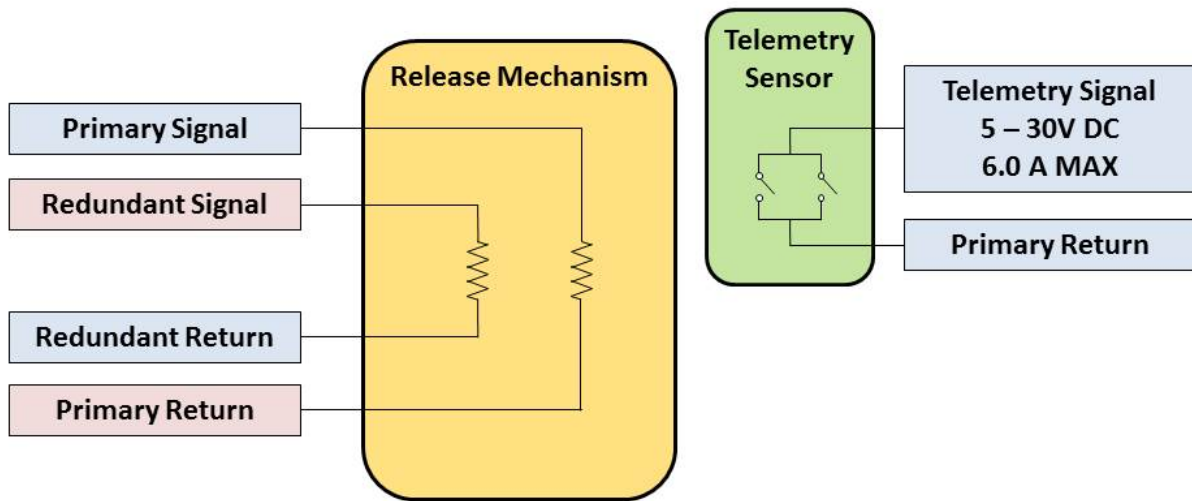 Release Mechanism
Primary Signal
Redundant Signal
Redundant Return
Primary Return
Telemetry
Sensor
Telemetry Signal
5 – 30V DC
6.0 A MAX
Primary Return